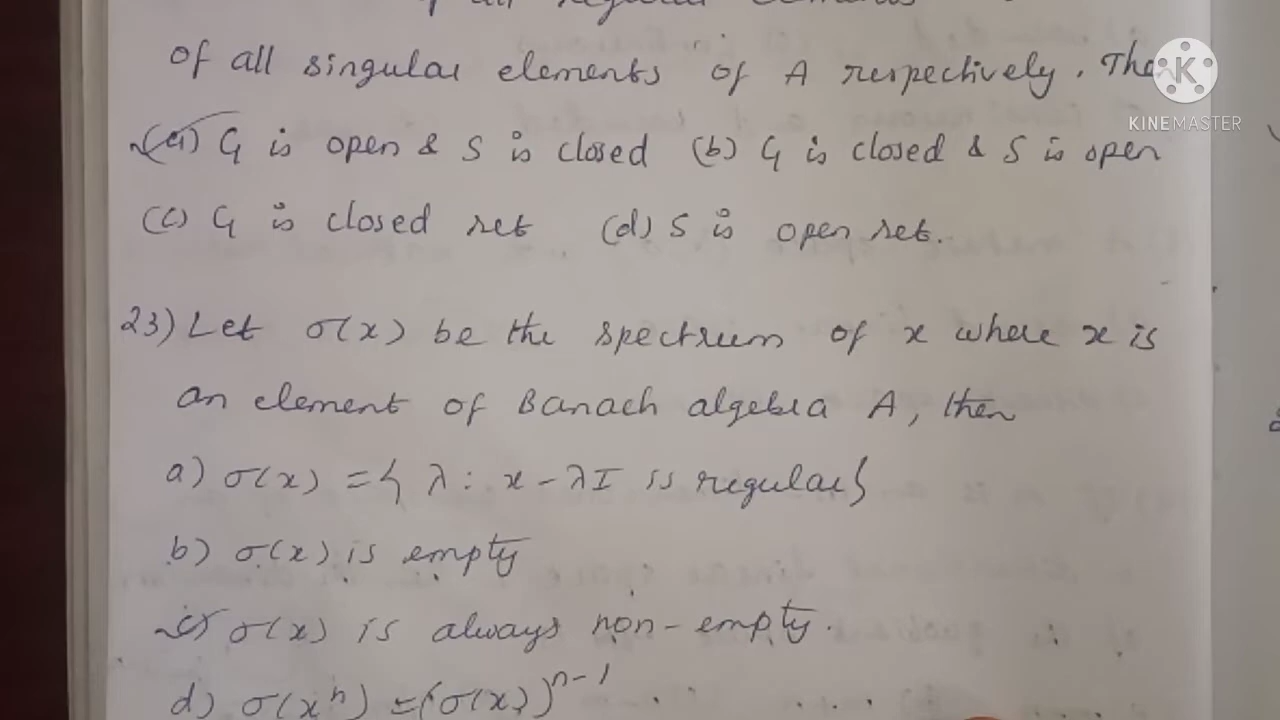 of all singular elements of A respectively. Then
KINEMASTER
(a) G is open & S is closed (b) G is closed & S is open
(c) G is closed set (d) S is open set.
23) Let σ(x) be the spectrum of x where x is
an element of Banach algebra A, then
a) σ(x) = { λ : x - λI is regular}
b) σ(x) is empty
c) σ(x) is always non-empty.
d) σ(xⁿ) = (σ(x))ⁿ⁻¹